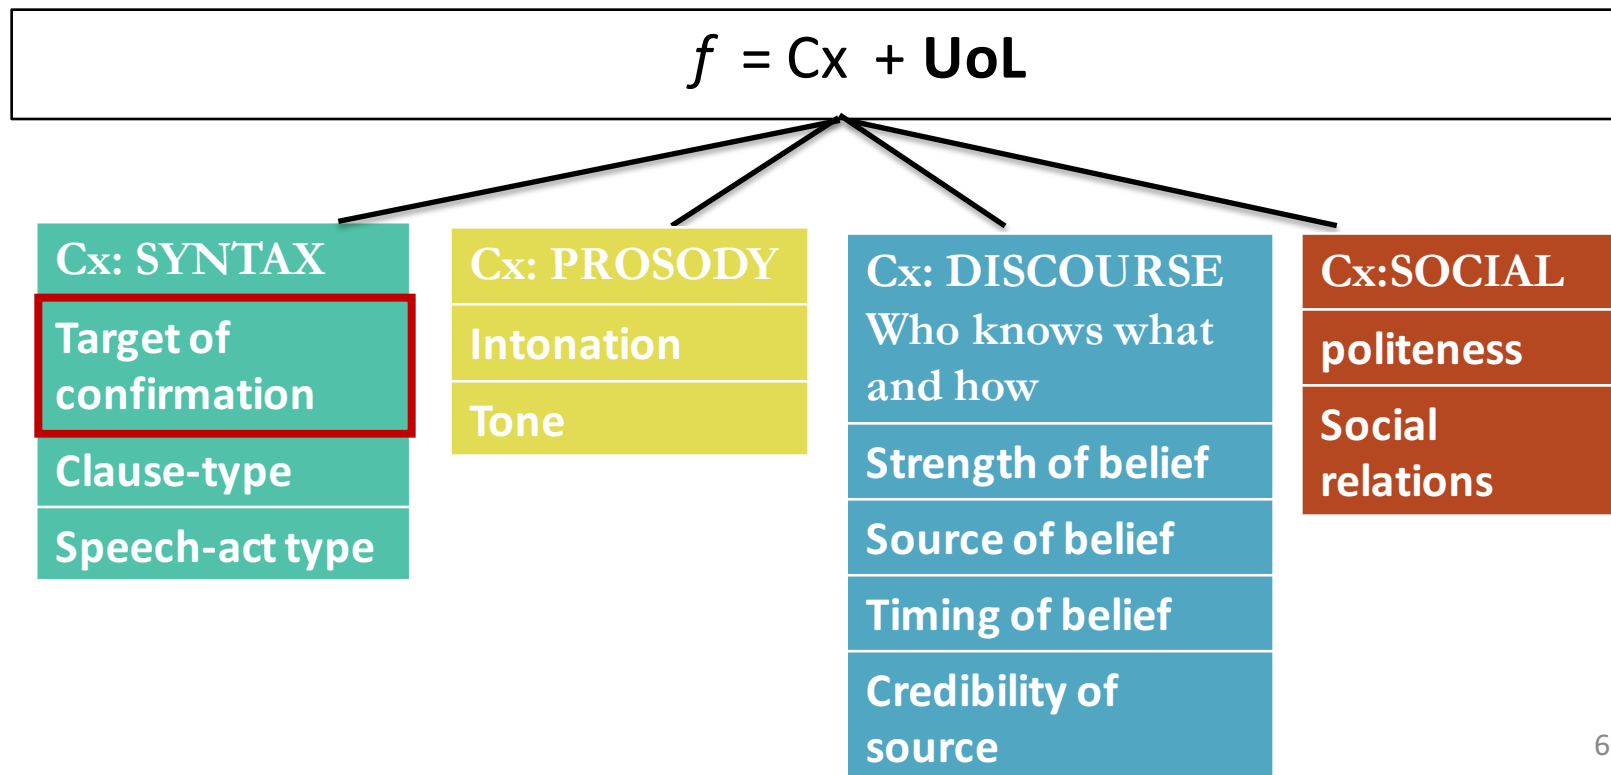 f = Cx + UoL
Cx: SYNTAX
Target of
confirmation
Clause-type
Speech-act type
Cx: PROSODY
Intonation
Tone
Cx: DISCOURSE
Who knows what
and how
Strength of belief
Source of belief
Timing of belief
Credibility of
source
Cx:SOCIAL
politeness
Social
relations
6